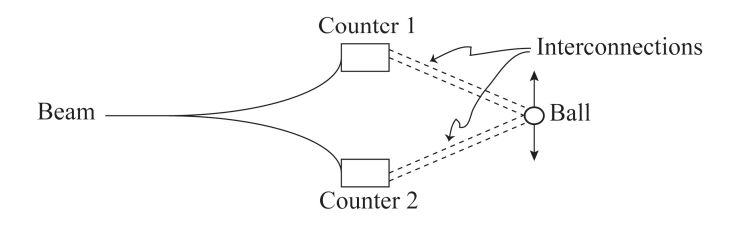 Counter 1
Interconnections
Beam
Ball
Counter 2